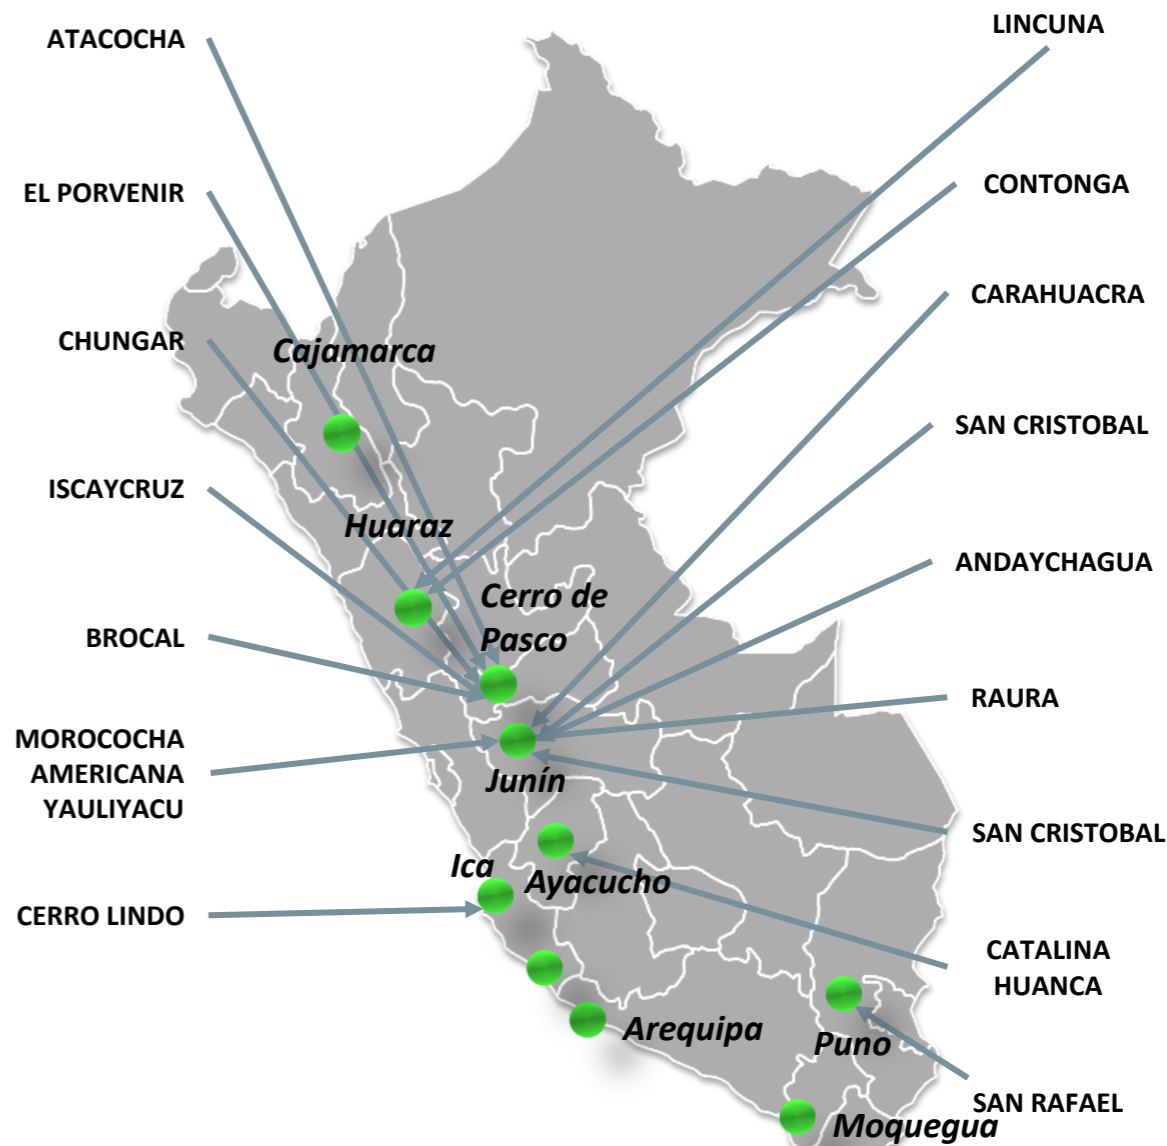 ATACOCHA
EL PORVENIR
CHUNGAR
ISCAYCRUZ
BROCAL
MOROCOCHA
AMERICANA
YAULIYACU
CERRO LINDO
Cajamarca
Huaraz
Cerro de
Pasco
Junín
Ica
Ayacucho
Arequipa
Puno
Moquegua
LINCUNA
CONTONGA
CARAHUACRA
SAN CRISTOBAL
ANDAYCHAGUA
RAURA
SAN CRISTOBAL
CATALINA
HUANCA
SAN RAFAEL